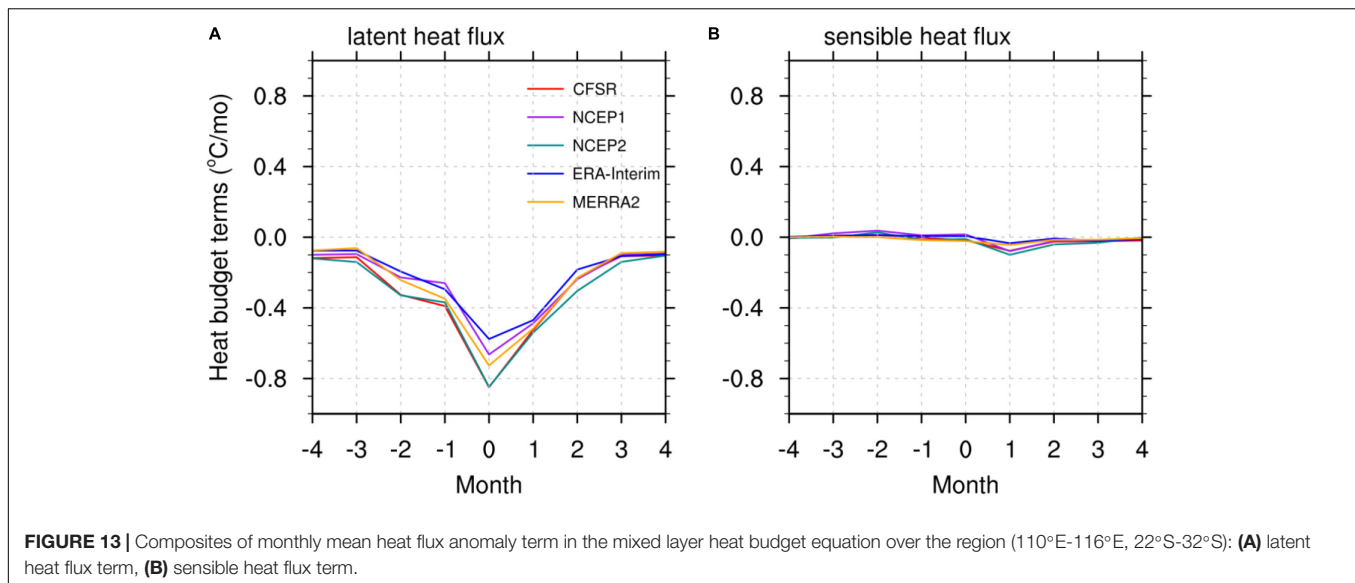 A
latent heat flux
B
sensible heat flux
Heat budget terms (°C/mo)
0.8
0.4
0.0
-0.4
-0.8
CFSR
NCEP1
NCEP2
ERA-Interim
MERRA2
-4 -3 -2 -1 0 1 2 3 4
Month
0.8
0.4
0.0
-0.4
-0.8
-4 -3 -2 -1 0 1 2 3 4
Month
FIGURE 13 | Composites of monthly mean heat flux anomaly term in the mixed layer heat budget equation over the region (110°E-116°E, 22°S-32°S): (A) latent
heat flux term, (B) sensible heat flux term.